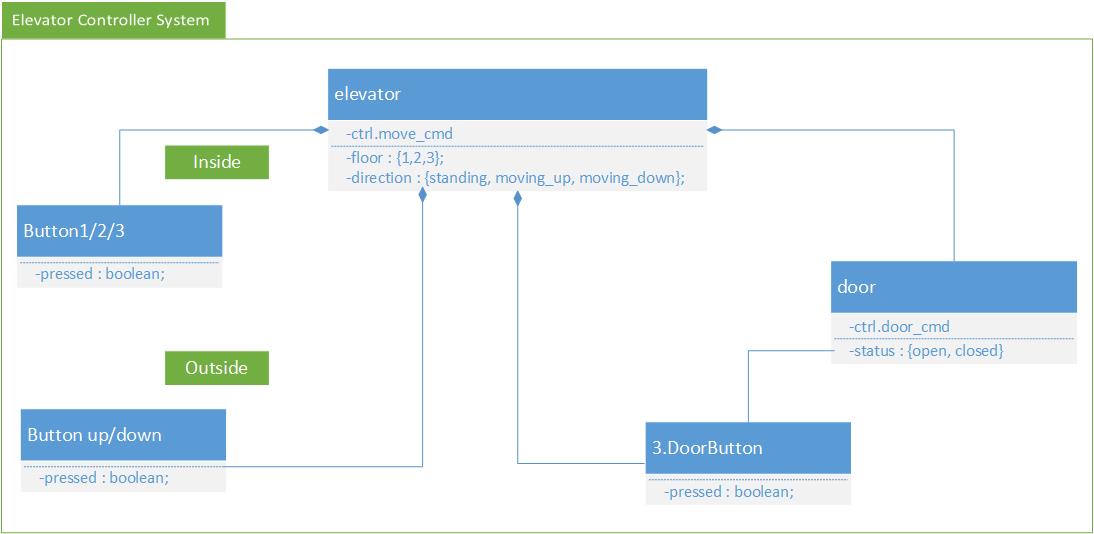 Elevator Controller System
elevator
-ctrl.move_cmd
-floor : {1,2,3};
-direction : {standing, moving_up, moving_down};
Inside
Button1/2/3
-pressed : boolean;
door
-ctrl.door_cmd
-status : {open, closed}
Outside
Button up/down
-pressed : boolean;
3.DoorButton
-pressed : boolean;